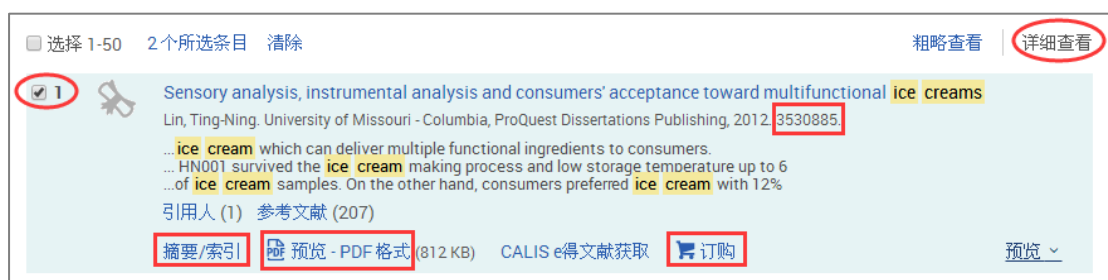 选择 1-50 2个所选条目 清除 粗略查看 详细查看
1 Sensory analysis, instrumental analysis and consumers' acceptance toward multifunctional ice creams
Lin, Ting-Ning. University of Missouri - Columbia, ProQuest Dissertations Publishing, 2012. 3530885.
...ice cream which can deliver multiple functional ingredients to consumers.
... HN001 survived the ice cream making process and low storage temperature up to 6
...of ice cream samples. On the other hand, consumers preferred ice cream with 12%
引用人 (1) 参考文献 (207)
摘要/索引 PDF 预览 - PDF 格式 (812 KB) CALIS e得文献获取 订购 预览